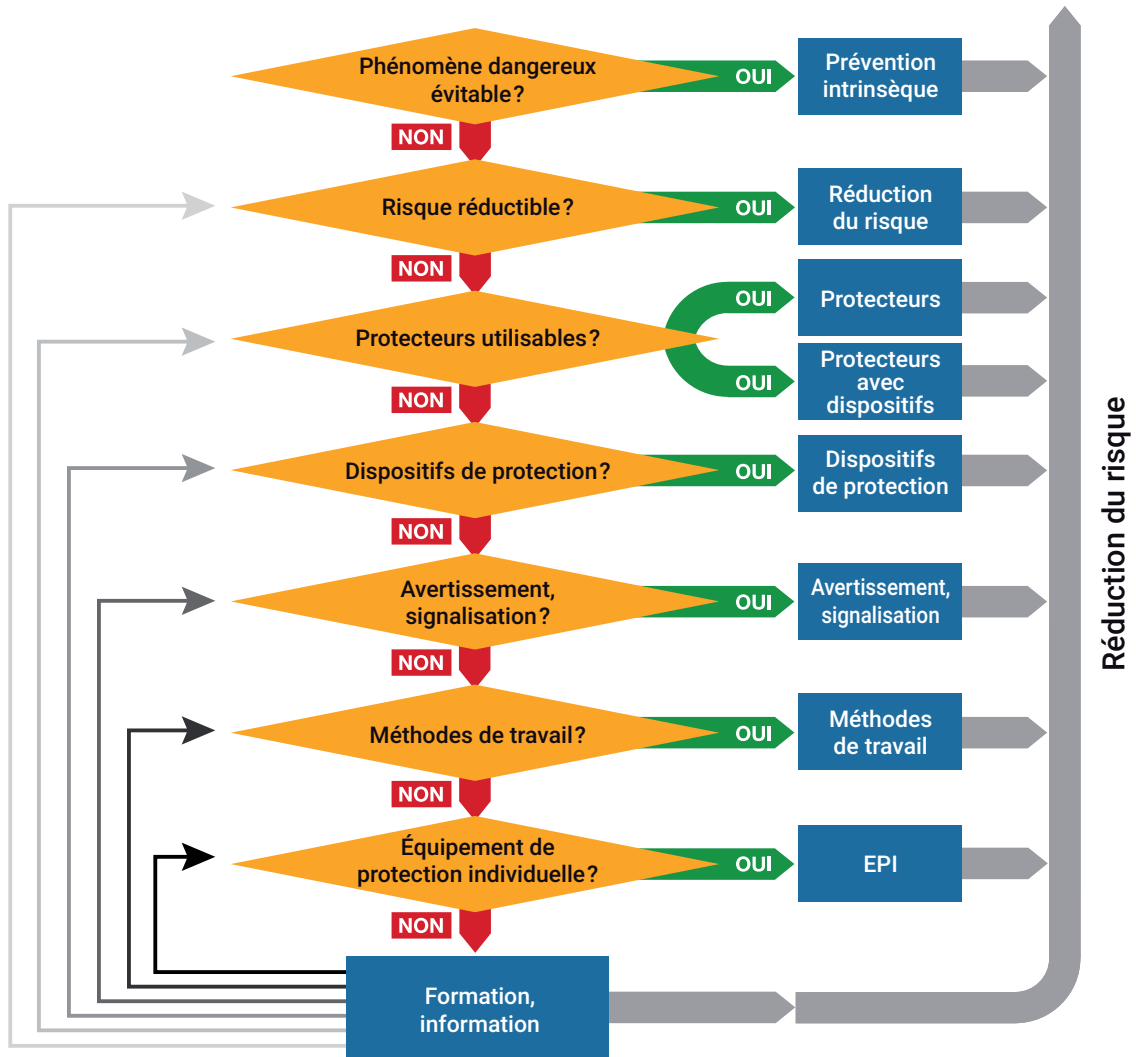 Phénomène dangereux
évitable ?
OUI
Prévention
intrinsèque
NON
Risque réductible ?
OUI
Réduction
du risque
NON
Protecteurs utilisables ?
OUI
Protecteurs
OUI
Protecteurs
avec
dispositifs
NON
Dispositifs de protection ?
OUI
Dispositifs
de protection
NON
Avertissement,
signalisation ?
OUI
Avertissement,
signalisation
NON
Méthodes de travail ?
OUI
Méthodes
de travail
NON
Équipement de
protection individuelle ?
OUI
EPI
NON
Formation,
information
Réduction du risque